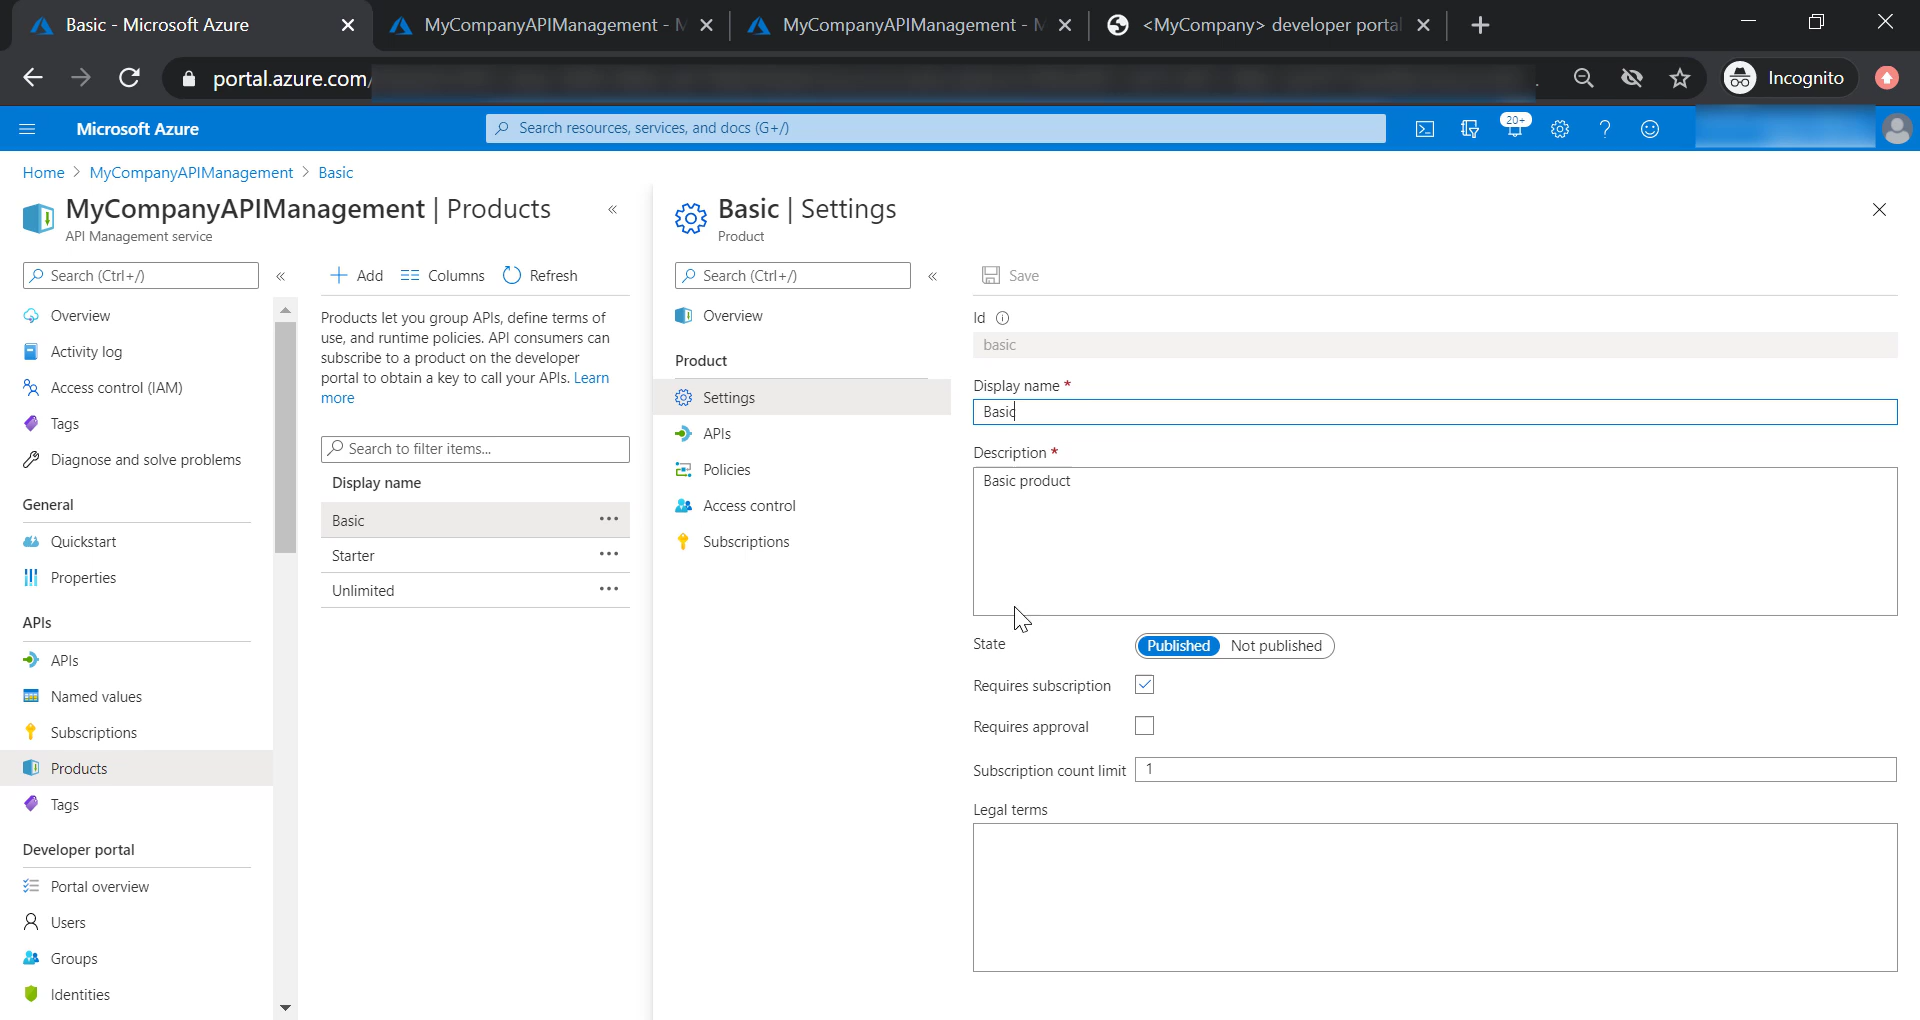 Basic - Microsoft Azure
MyCompanyAPIManagement - M
MyCompanyAPIManagement - M
<MyCompany> developer portal
portal.azure.com/
Incognito
Microsoft Azure
Search resources, services, and docs (G+/)
20+
Home > MyCompanyAPIManagement > Basic
MyCompanyAPIManagement | Products
API Management service
Search (Ctrl+/)
Overview
Activity log
Access control (IAM)
Tags
Diagnose and solve problems
General
Quickstart
Properties
APIs
APIs
Named values
Subscriptions
Products
Tags
Developer portal
Portal overview
Users
Groups
Identities
Add
Columns
Refresh
Products let you group APIs, define terms of
use, and runtime policies. API consumers can
subscribe to a product on the developer
portal to obtain a key to call your APIs. Learn
more
Search to filter items...
Display name
Basic
Starter
Unlimited
Basic | Settings
Product
Search (Ctrl+/)
Overview
Product
Settings
APIs
Policies
Access control
Subscriptions
Save
Id
basic
Display name *
Basic
Description *
Basic product
State
Published Not published
Requires subscription
Requires approval
Subscription count limit 1
Legal terms